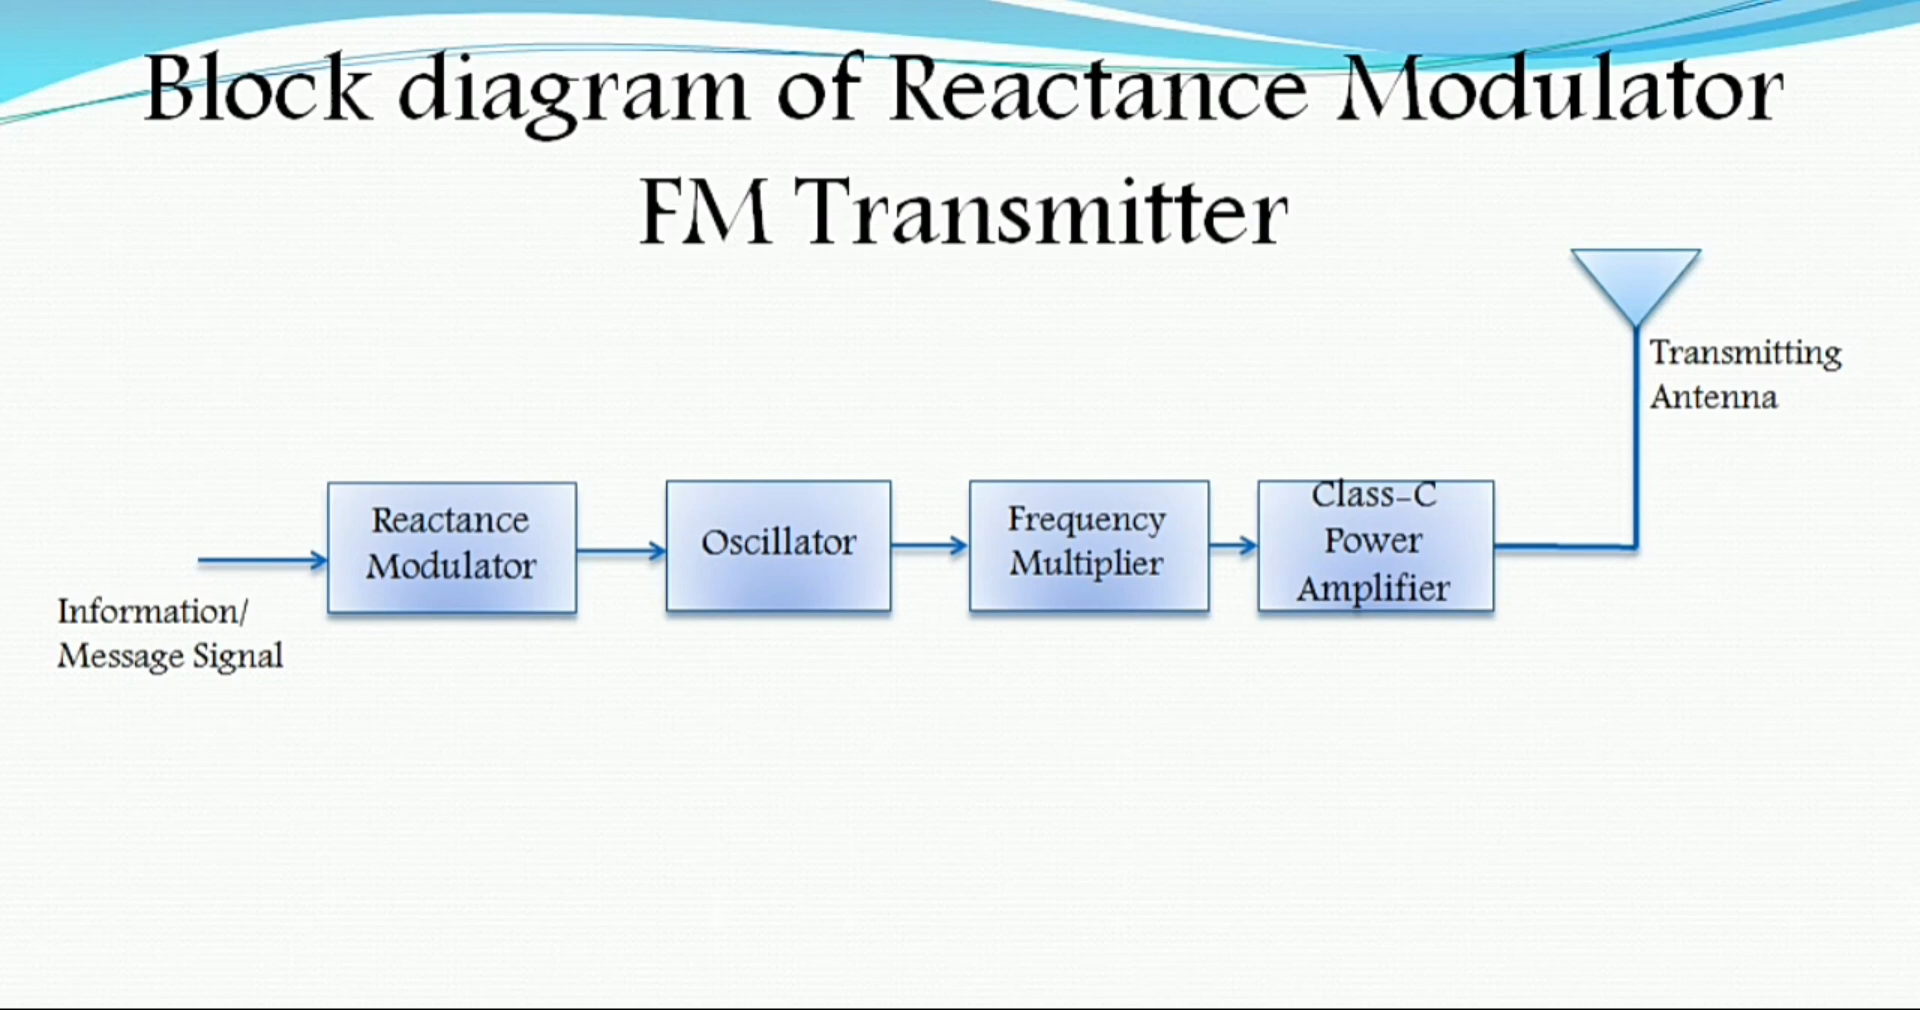 Block diagram of Reactance Modulator
FM Transmitter
Transmitting
Antenna
Information/
Message Signal
Reactance
Modulator
Oscillator
Frequency
Multiplier
Class-C
Power
Amplifier